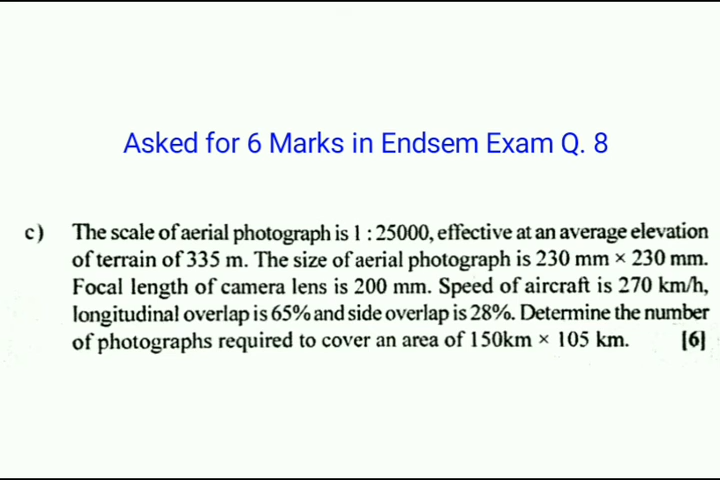 Asked for 6 Marks in Endsem Exam Q. 8
c) The scale of aerial photograph is 1 : 25000, effective at an average elevation
of terrain of 335 m. The size of aerial photograph is 230 mm × 230 mm.
Focal length of camera lens is 200 mm. Speed of aircraft is 270 km/h,
longitudinal overlap is 65% and side overlap is 28%. Determine the number
of photographs required to cover an area of 150km × 105 km. [6]